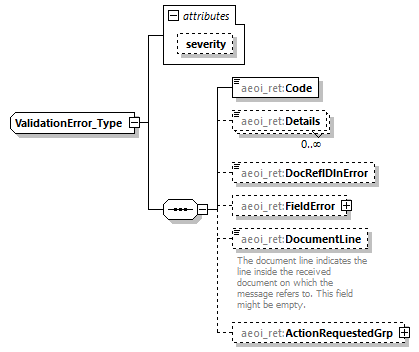 attributes
severity
ValidationError_Type
aeoi_ret:Code
aeoi_ret:Details
0..∞
aeoi_ret:DocRefIDInError
aeoi_ret:FieldError
aeoi_ret:DocumentLine
The document line indicates the
line inside the received
document on which the
message refers to. This field
might be empty.
aeoi_ret:ActionRequestedGrp